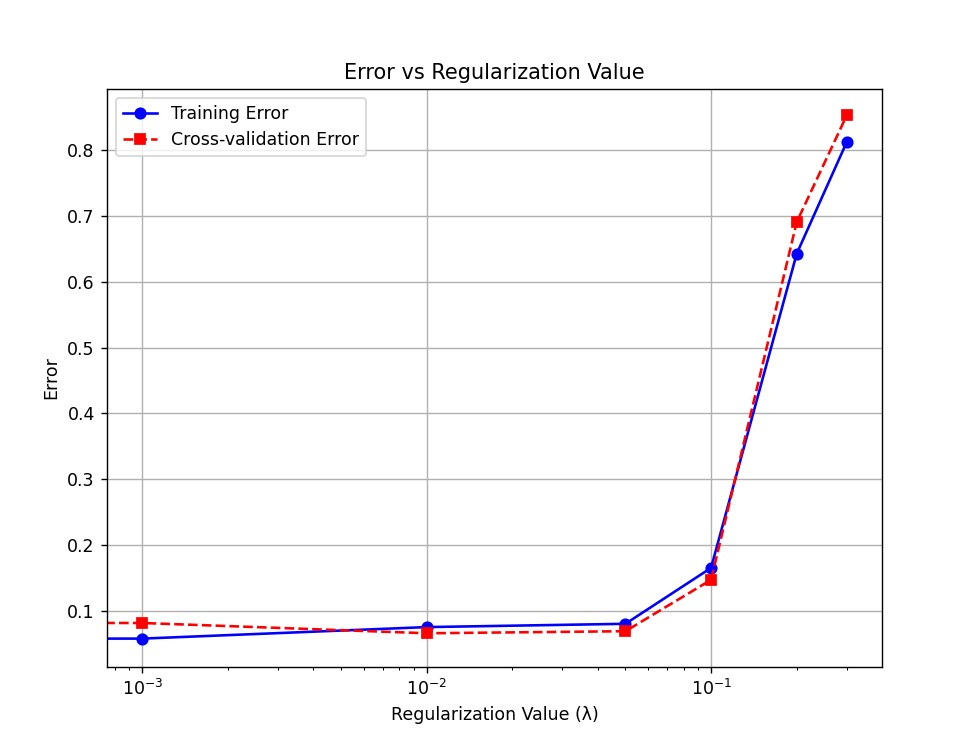 Error vs Regularization Value
Training Error
Cross-validation Error
0.8
0.7
0.6
0.5
0.4
0.3
0.2
0.1
Error
10⁻³ 10⁻² 10⁻¹
Regularization Value (λ)